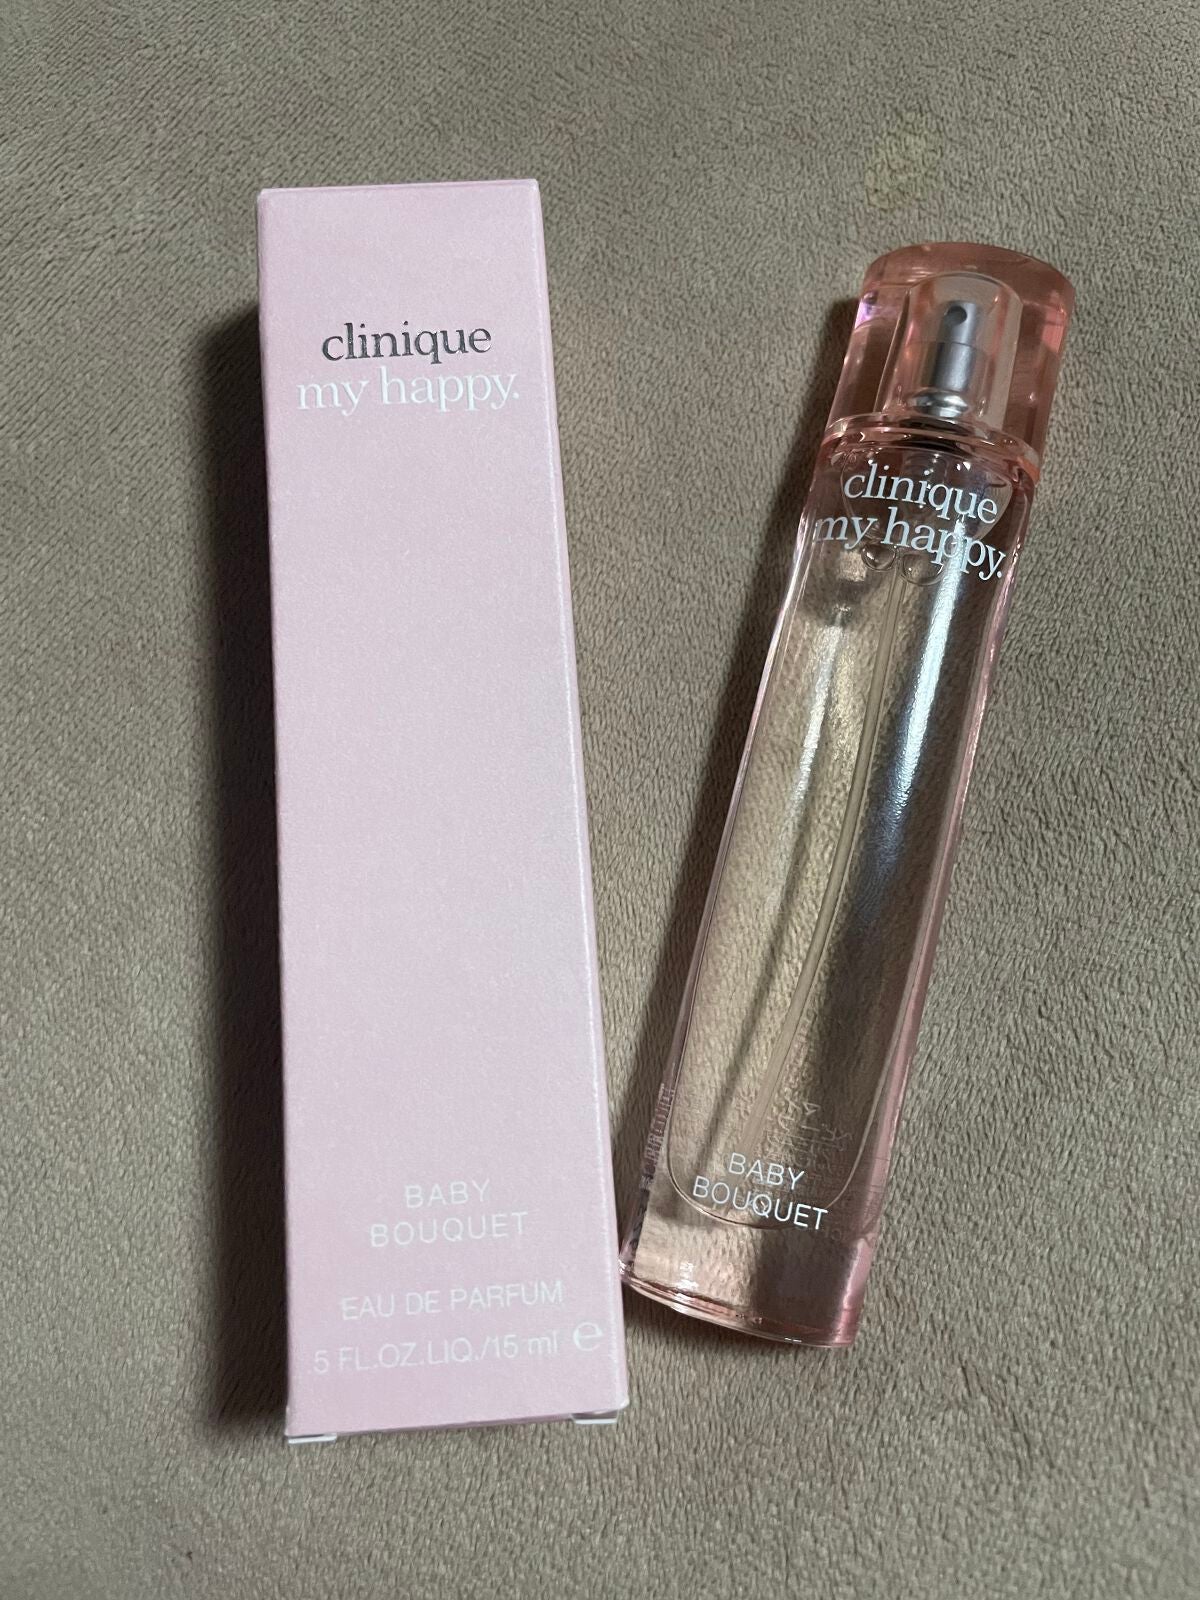 clinique
my happy.
BABY
BOUQUET
EAU DE PARFUM
.5 FL.OZ.LIQ./15 ml ℮
clinique
my happy.
BABY
BOUQUET